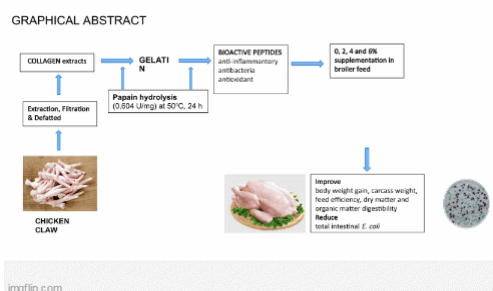 GRAPHICAL ABSTRACT
COLLAGEN extracts
GELATI
N
BIOACTIVE PEPTIDES
anti-inflammentory
antibacteria
antioxidant
0, 2, 4 and 6%
supplementation in
broiler feed
Papain hydrolysis
(0,604 U/mg) at 50°C, 24 h
Extraction, Filtration
& Defatted
CHICKEN
CLAW
Improve
body weight gain, carcass weight,
feed efficiency, dry matter and
organic matter digestibility
Reduce
total intestinal E. coli
imgflip.com